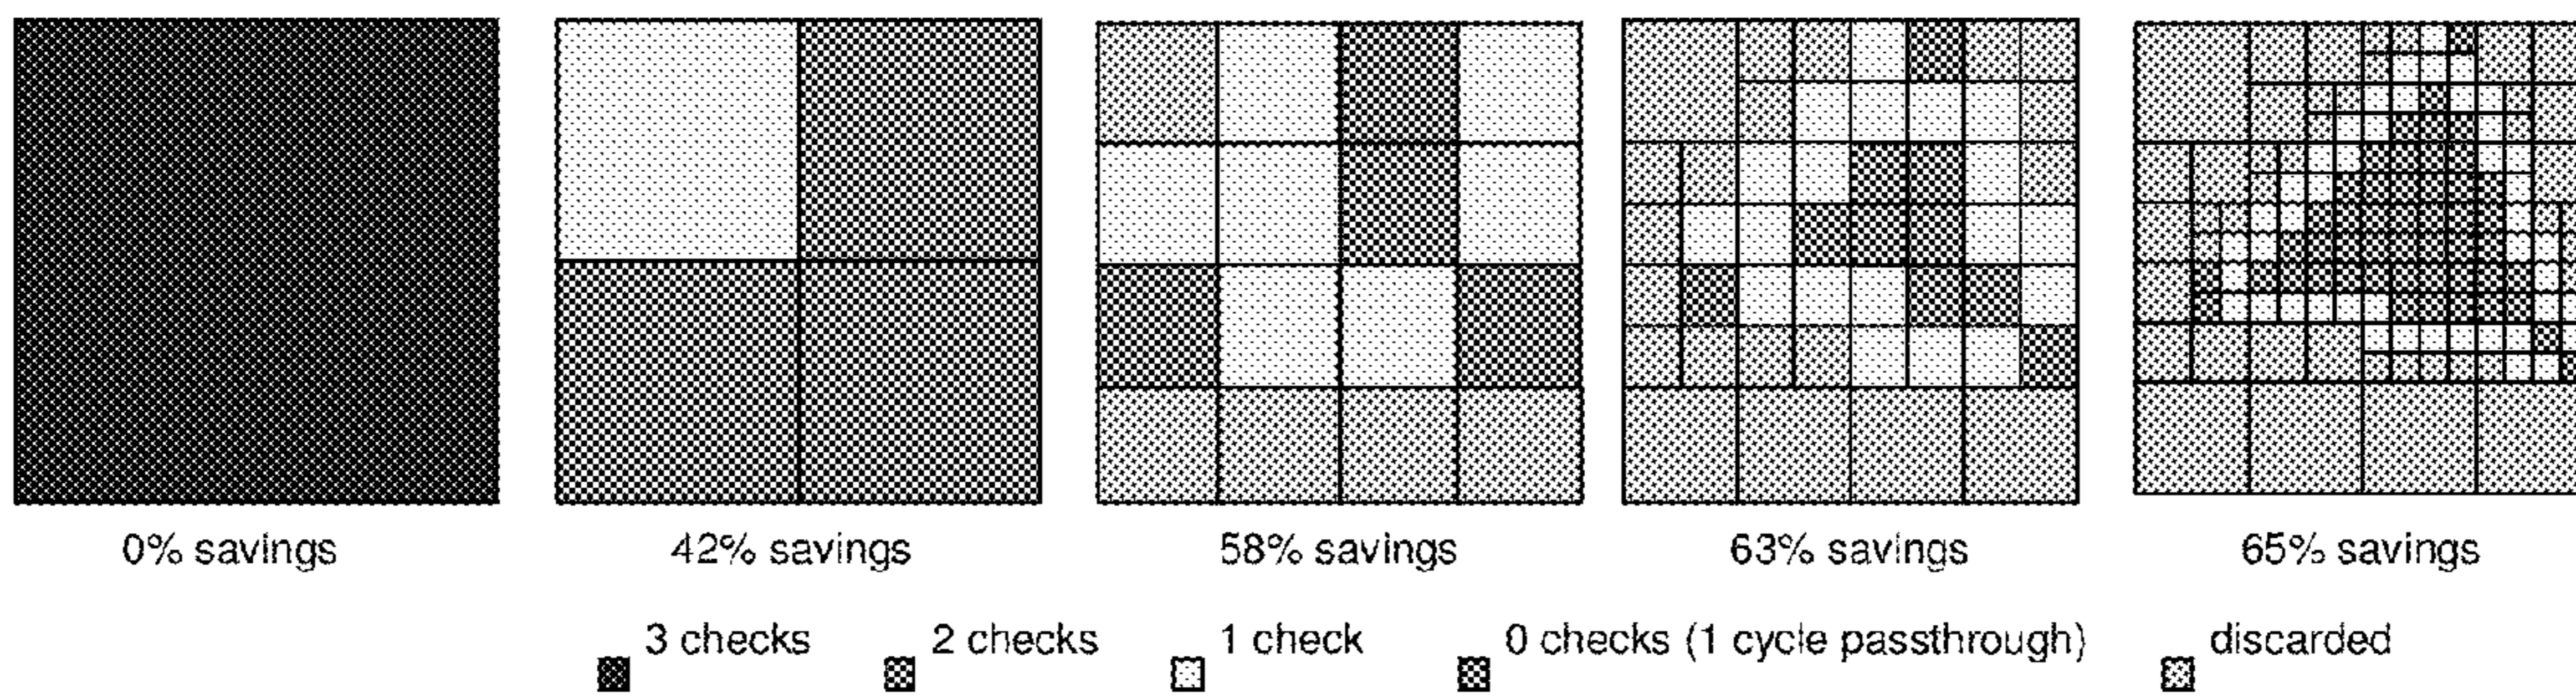 0% savings
42% savings
58% savings
63% savings
65% savings
3 checks
2 checks
1 check
0 checks (1 cycle passthrough)
discarded